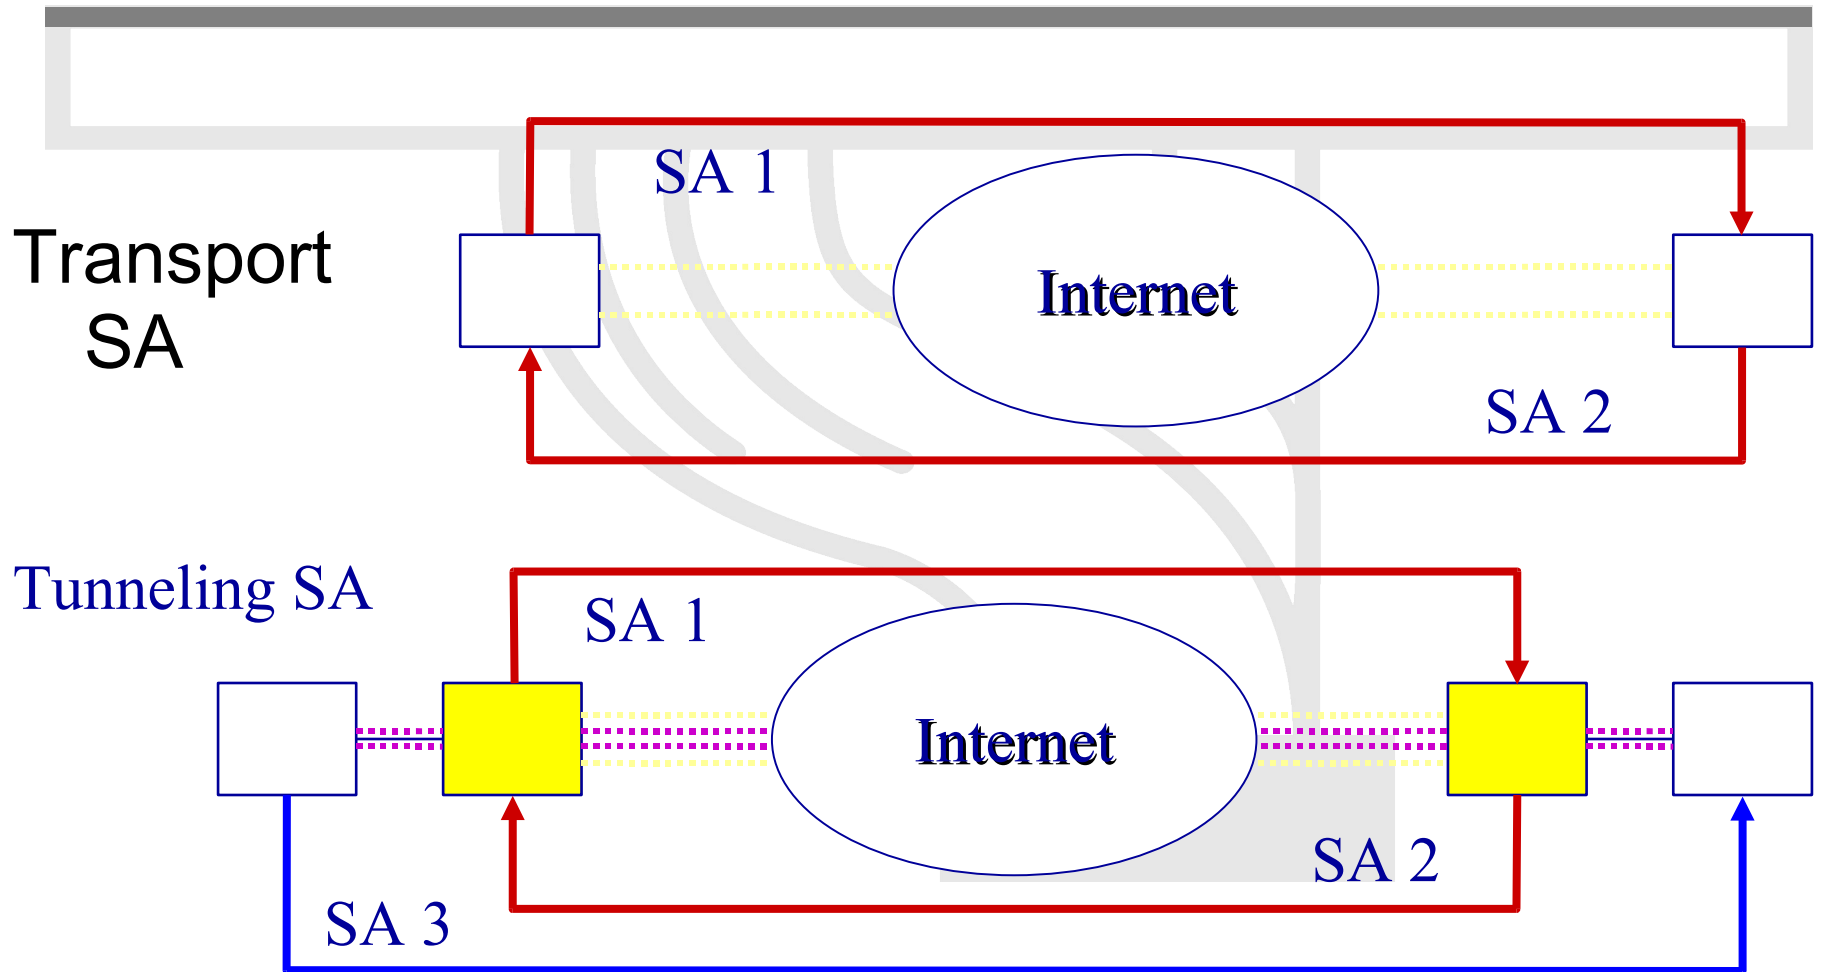 SA 1
Transport
SA
Internet
SA 2
Tunneling SA
SA 1
Internet
SA 2
SA 3